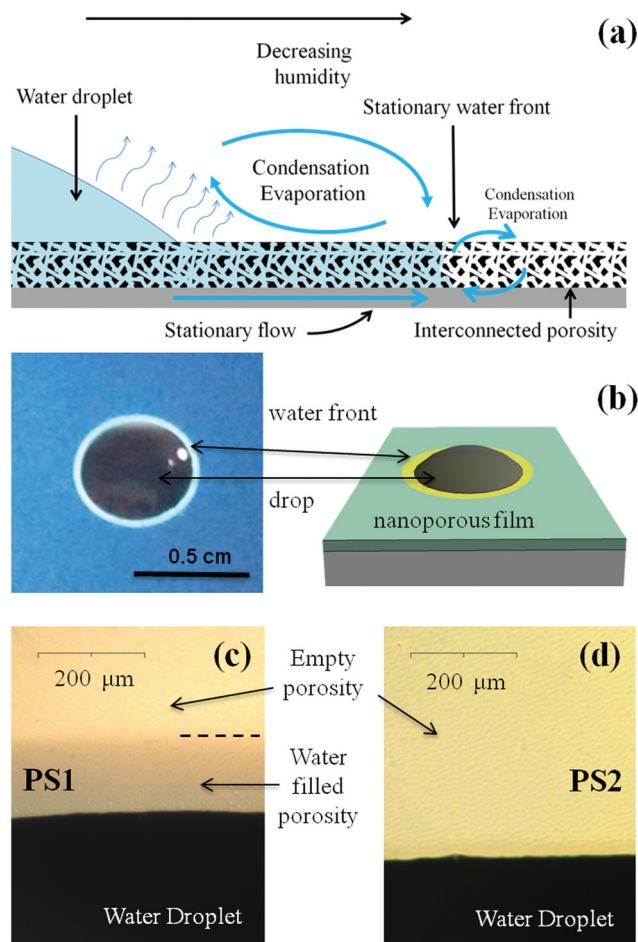 (a)
Decreasing
humidity
Water droplet
Stationary water front
Condensation
Evaporation
Condensation
Evaporation
Stationary flow
Interconnected porosity
(b)
water front
drop
nanoporous film
0.5 cm
(c)
200 μm
Empty
porosity
(d)
200 μm
PS1
Water
filled
porosity
PS2
Water Droplet
Water Droplet